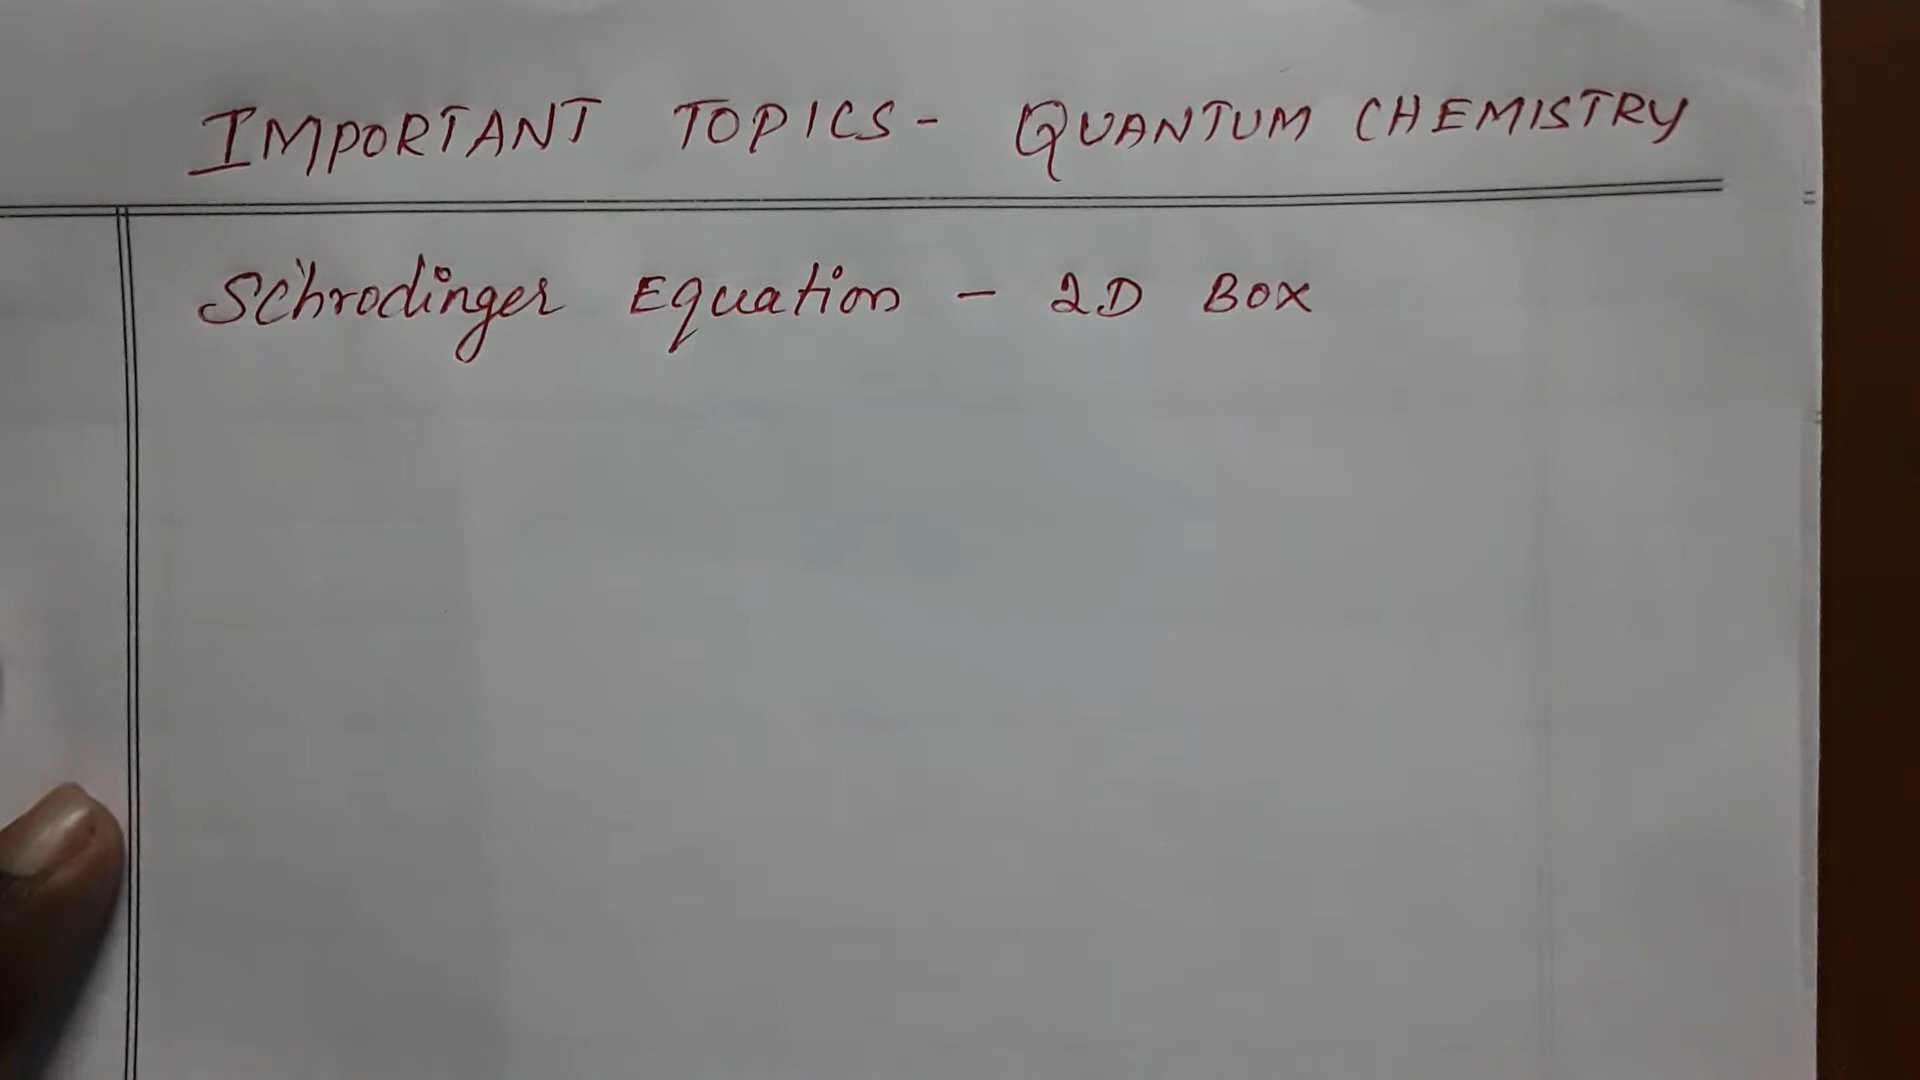 IMPORTANT TOPICS - QUANTUM CHEMISTRY
Schrodinger Equation - 2D Box